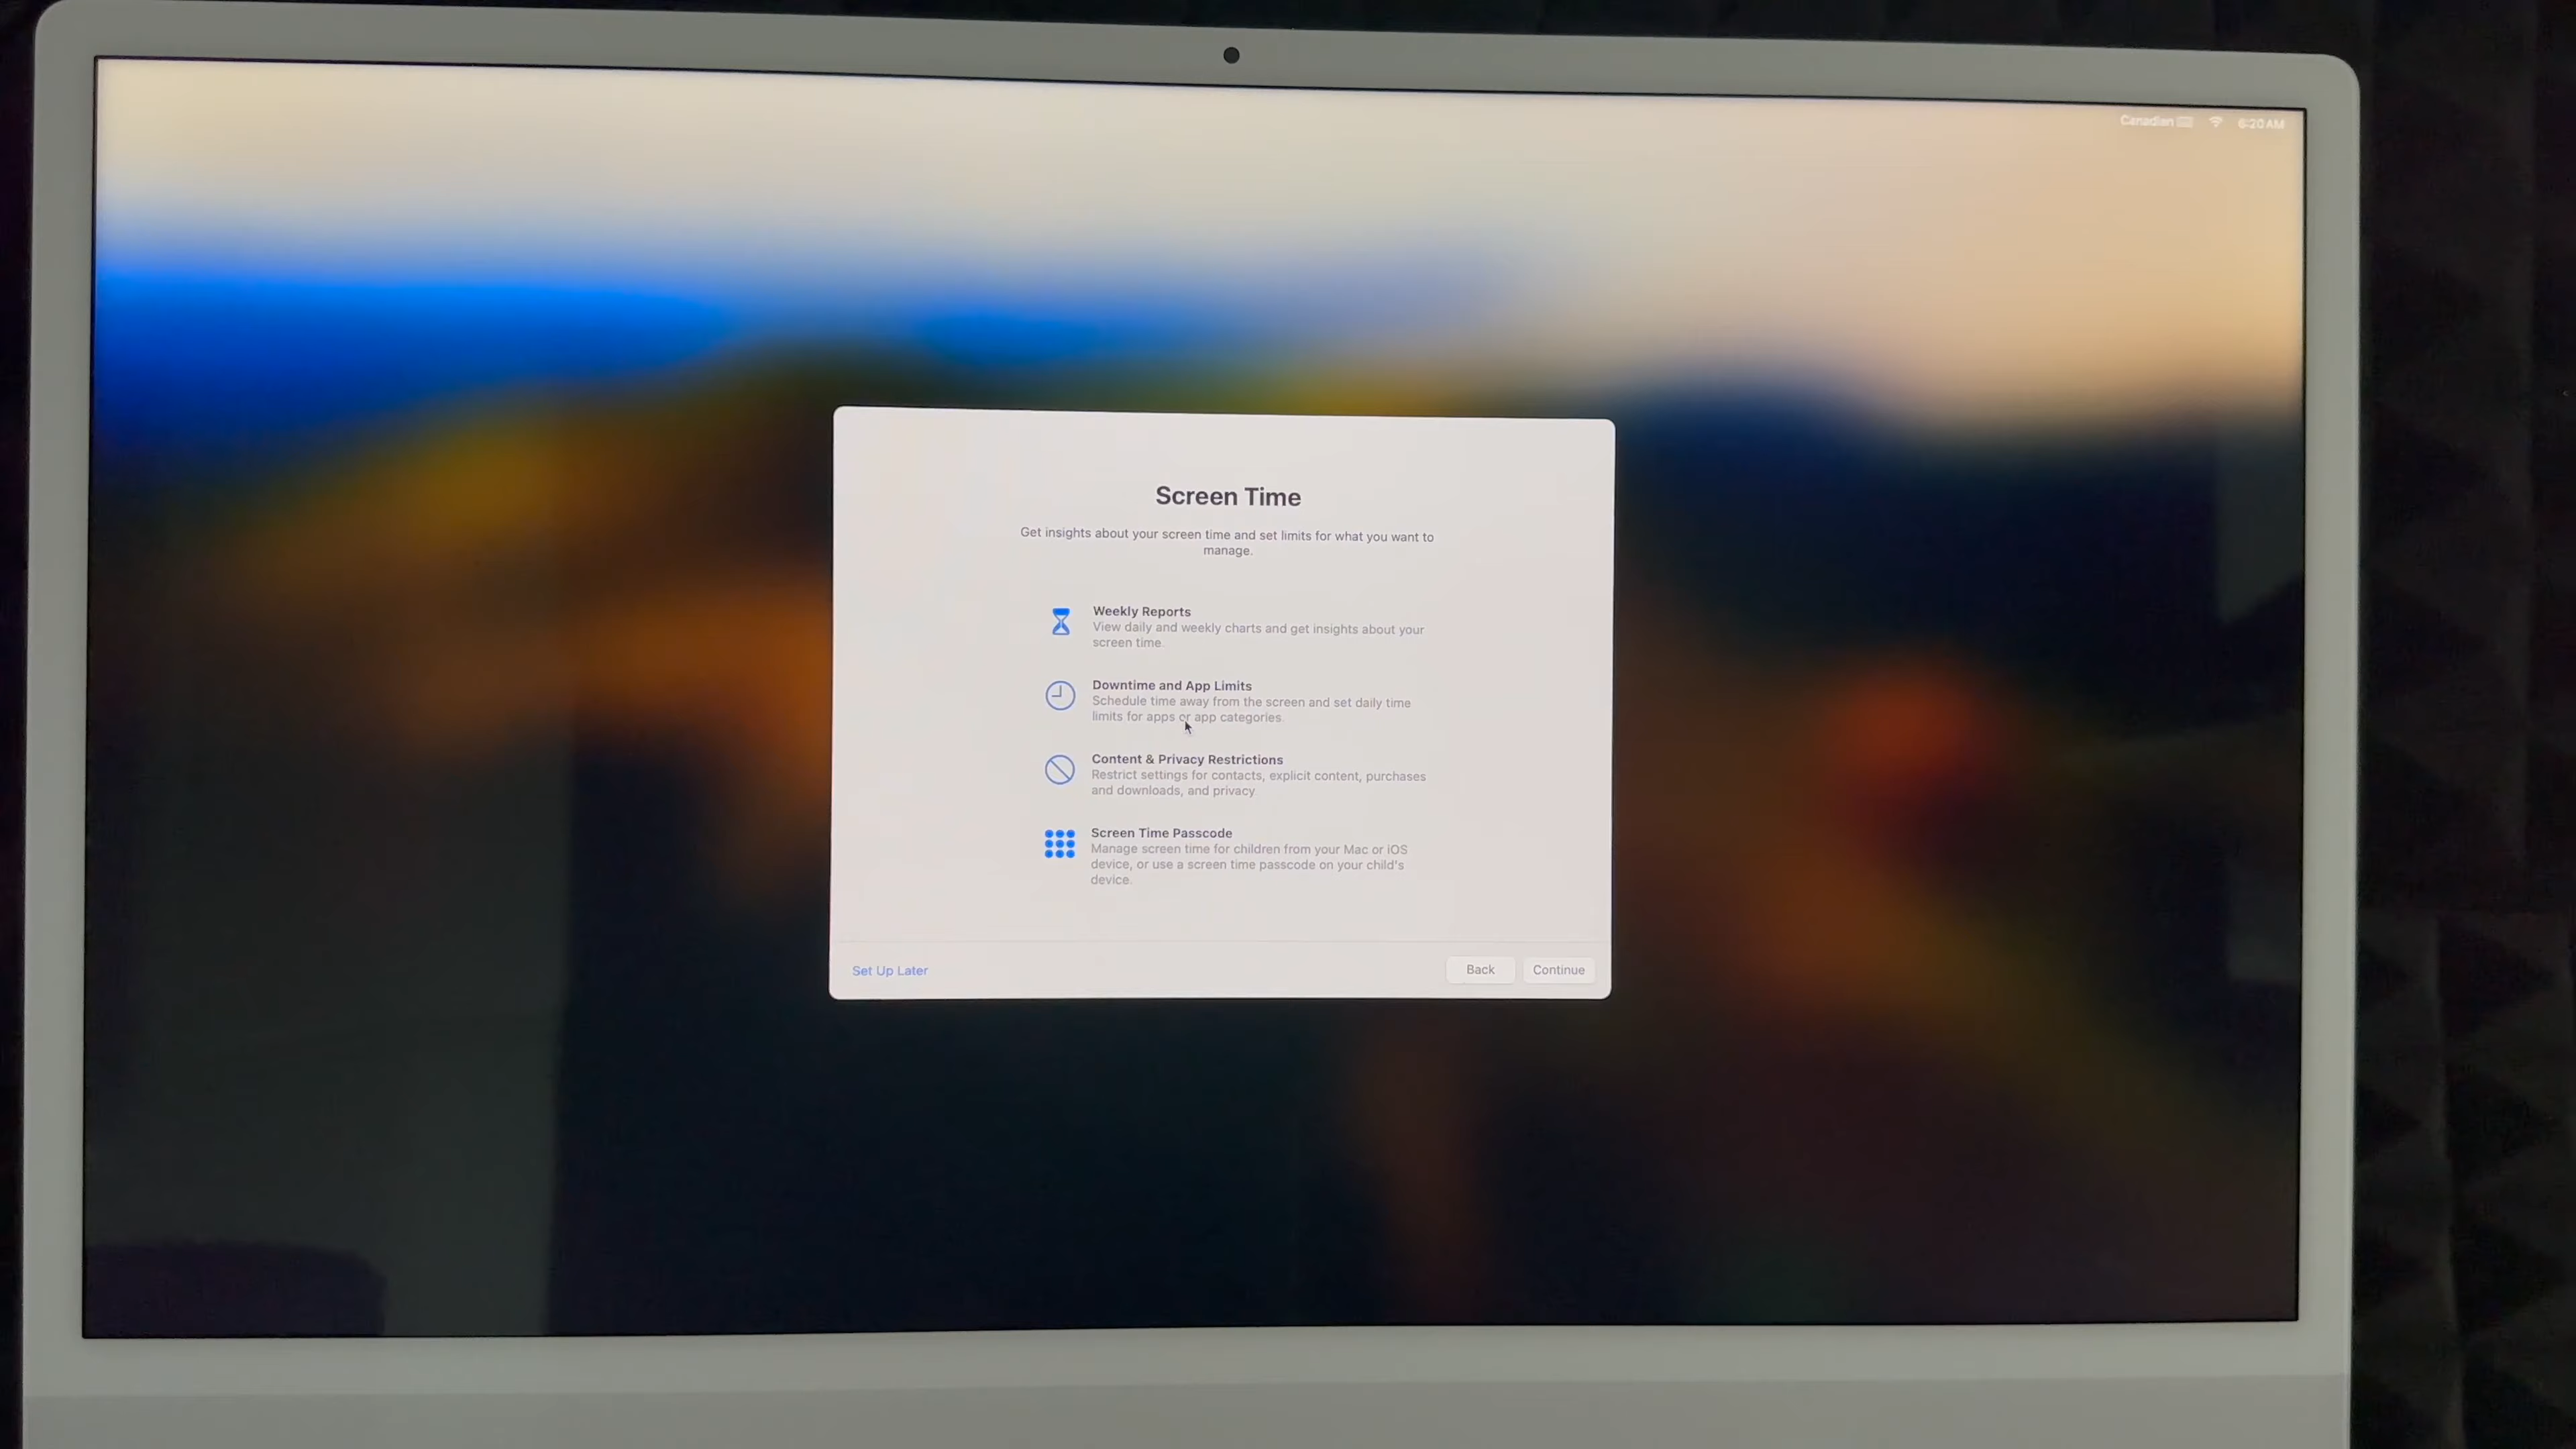 Canadian 6:20 AM
Screen Time
Get insights about your screen time and set limits for what you want to
manage.
Weekly Reports
View daily and weekly charts and get insights about your
screen time.
Downtime and App Limits
Schedule time away from the screen and set daily time
limits for apps or app categories.
Content & Privacy Restrictions
Restrict settings for contacts, explicit content, purchases
and downloads, and privacy
Screen Time Passcode
Manage screen time for children from your Mac or iOS
device, or use a screen time passcode on your child's
device.
Set Up Later Back Continue